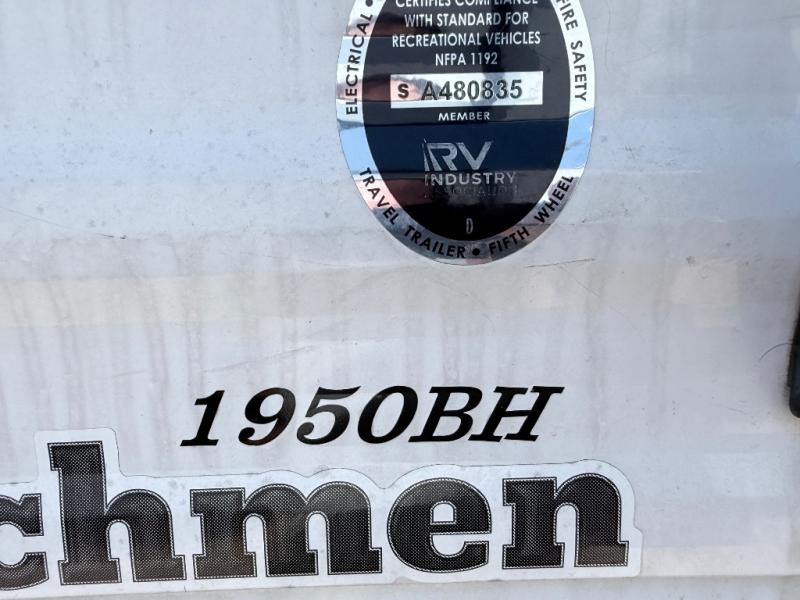 CERTIFIES COMPLIANCE
WITH STANDARD FOR
RECREATIONAL VEHICLES
NFPA 1192
S A480835
MEMBER
RV
INDUSTRY
ASSOCIATION
D
ELECTRICAL •
FIRE SAFETY
TRAVEL TRAILER • FIFTH WHEEL
1950BH
chmen